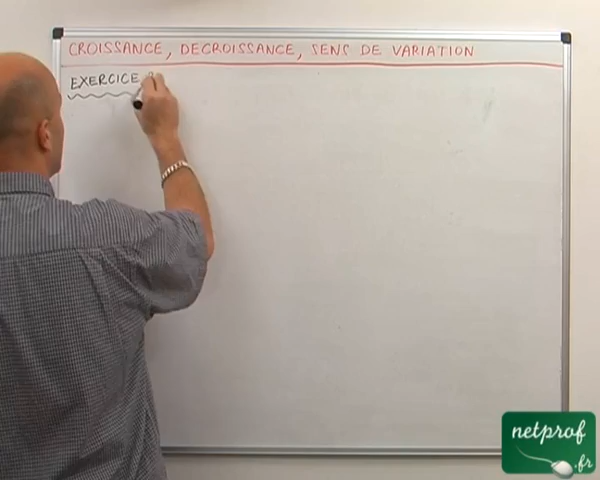 CROISSANCE, DECROISSANCE, SENS DE VARIATION
EXERCICE
netprof
.fr